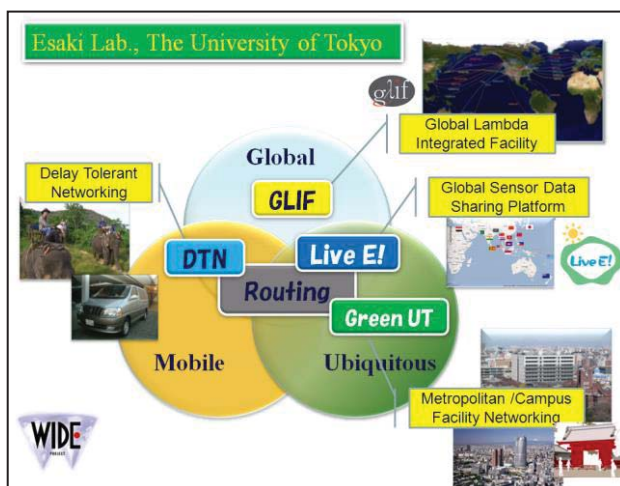 Esaki Lab., The University of Tokyo
glif
Global Lambda
Integrated Facility
Global
Delay Tolerant
Networking
GLIF
Global Sensor Data
Sharing Platform
DTN
Live E!
Live E!
Routing
Green UT
Mobile
Ubiquitous
Metropolitan /Campus
Facility Networking
WIDE
PROJECT